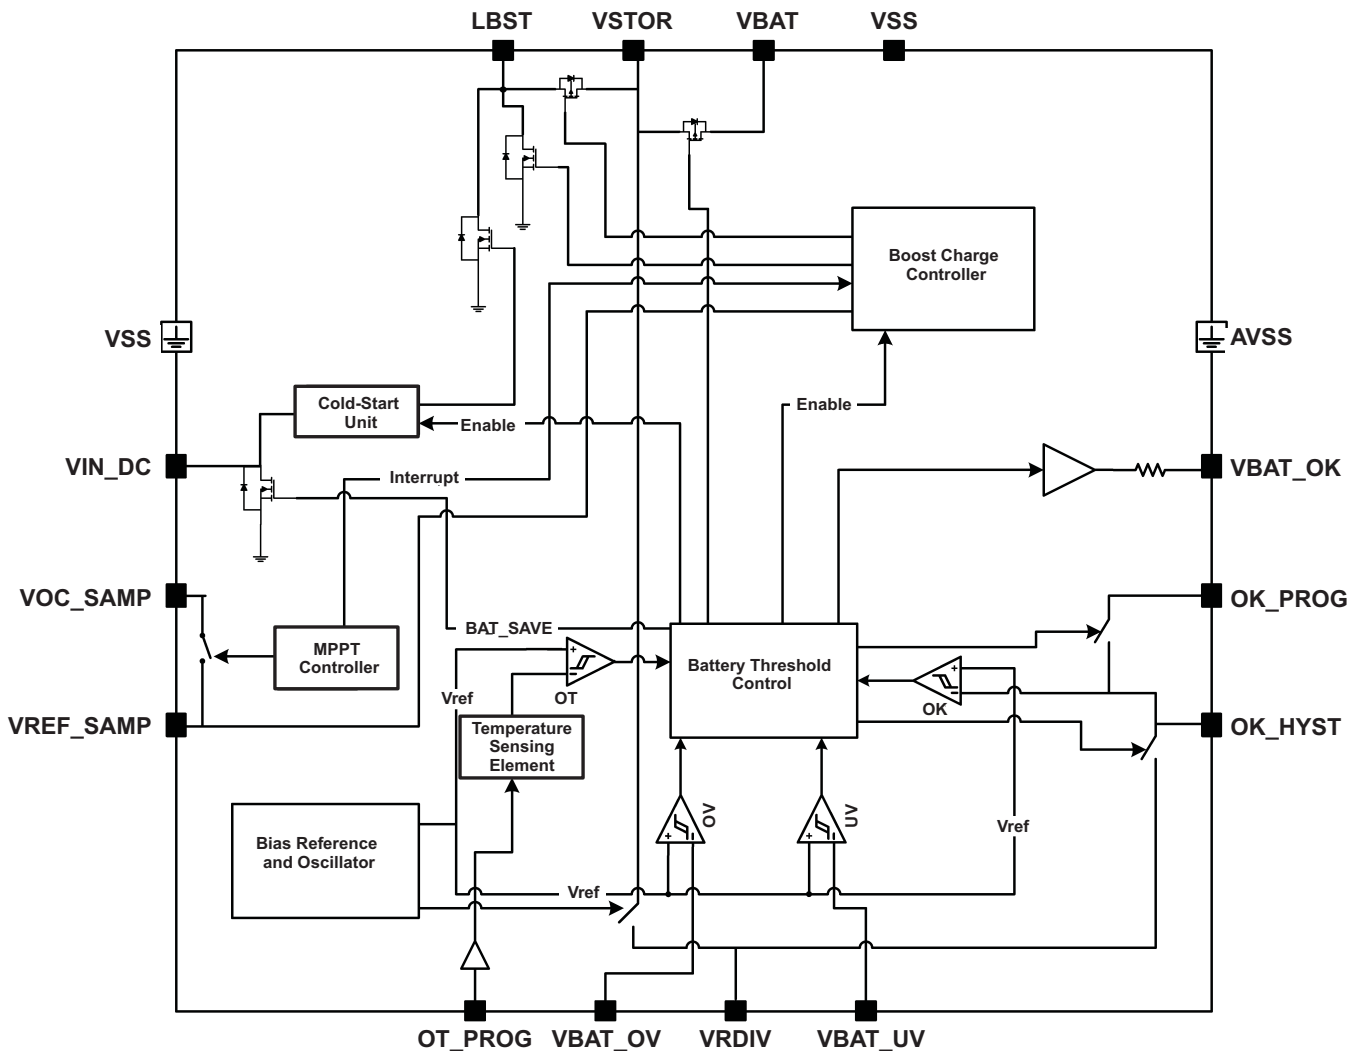 LBST
VSTOR
VBAT
VSS
Boost Charge
Controller
VSS
AVSS
Cold-Start
Unit
Enable
Enable
VIN_DC
Interrupt
VBAT_OK
VOC_SAMP
OK_PROG
BAT_SAVE
MPPT
Controller
+
–
OT
Battery Threshold
Control
+
–
OK
Vref
VREF_SAMP
OK_HYST
Temperature
Sensing
Element
OV
UV
+
–
+
–
Vref
Bias Reference
and Oscillator
Vref
OT_PROG
VBAT_OV
VRDIV
VBAT_UV